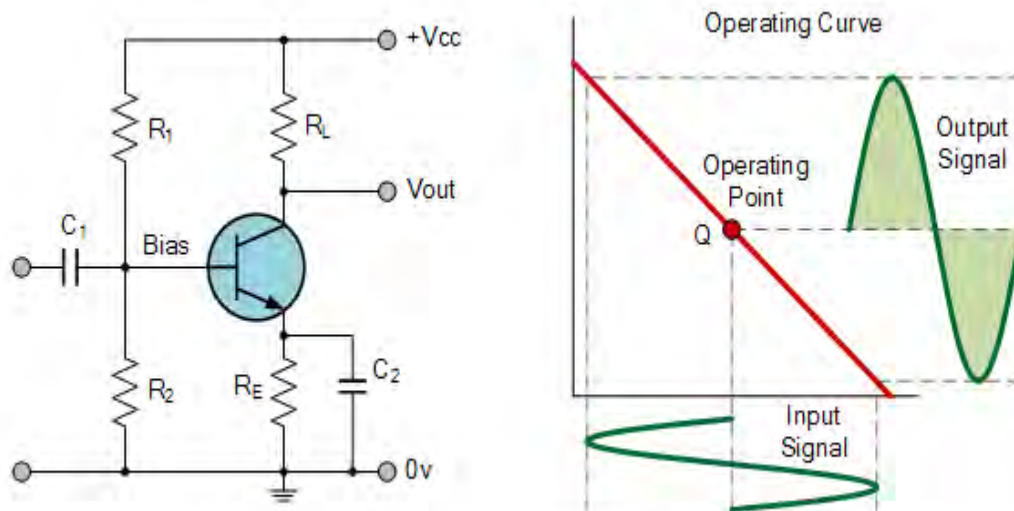 +Vcc
R1
RL
Vout
C1
Bias
R2
RE
C2
0v
Operating Curve
Output
Signal
Operating
Point
Q
Input
Signal